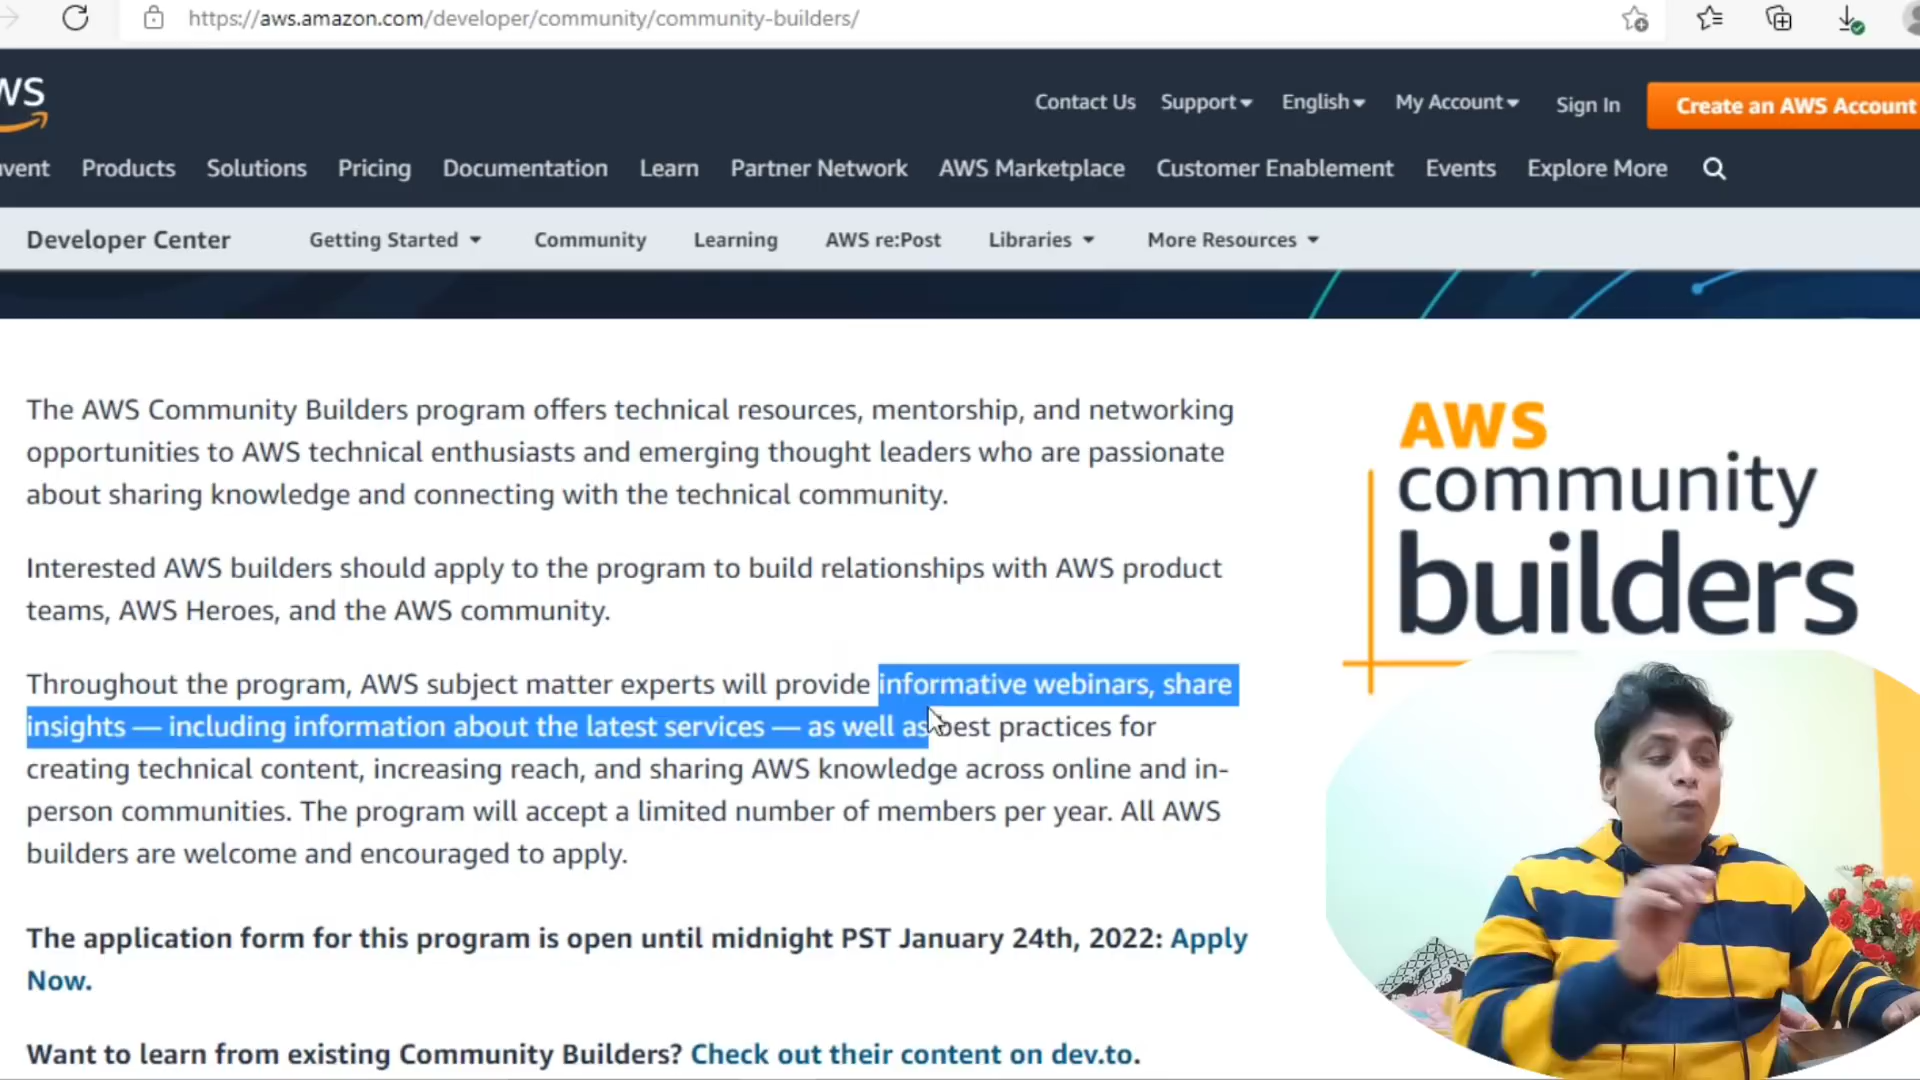 https://aws.amazon.com/developer/community/community-builders/
Contact Us Support English My Account Sign In Create an AWS Account
Products Solutions Pricing Documentation Learn Partner Network AWS Marketplace Customer Enablement Events Explore More
Developer Center Getting Started Community Learning AWS re:Post Libraries More Resources
The AWS Community Builders program offers technical resources, mentorship, and networking
opportunities to AWS technical enthusiasts and emerging thought leaders who are passionate
about sharing knowledge and connecting with the technical community.
Interested AWS builders should apply to the program to build relationships with AWS product
teams, AWS Heroes, and the AWS community.
Throughout the program, AWS subject matter experts will provide informative webinars, share
insights — including information about the latest services — as well as best practices for
creating technical content, increasing reach, and sharing AWS knowledge across online and in-
person communities. The program will accept a limited number of members per year. All AWS
builders are welcome and encouraged to apply.
The application form for this program is open until midnight PST January 24th, 2022: Apply
Now.
Want to learn from existing Community Builders? Check out their content on dev.to.
AWS
community
builders